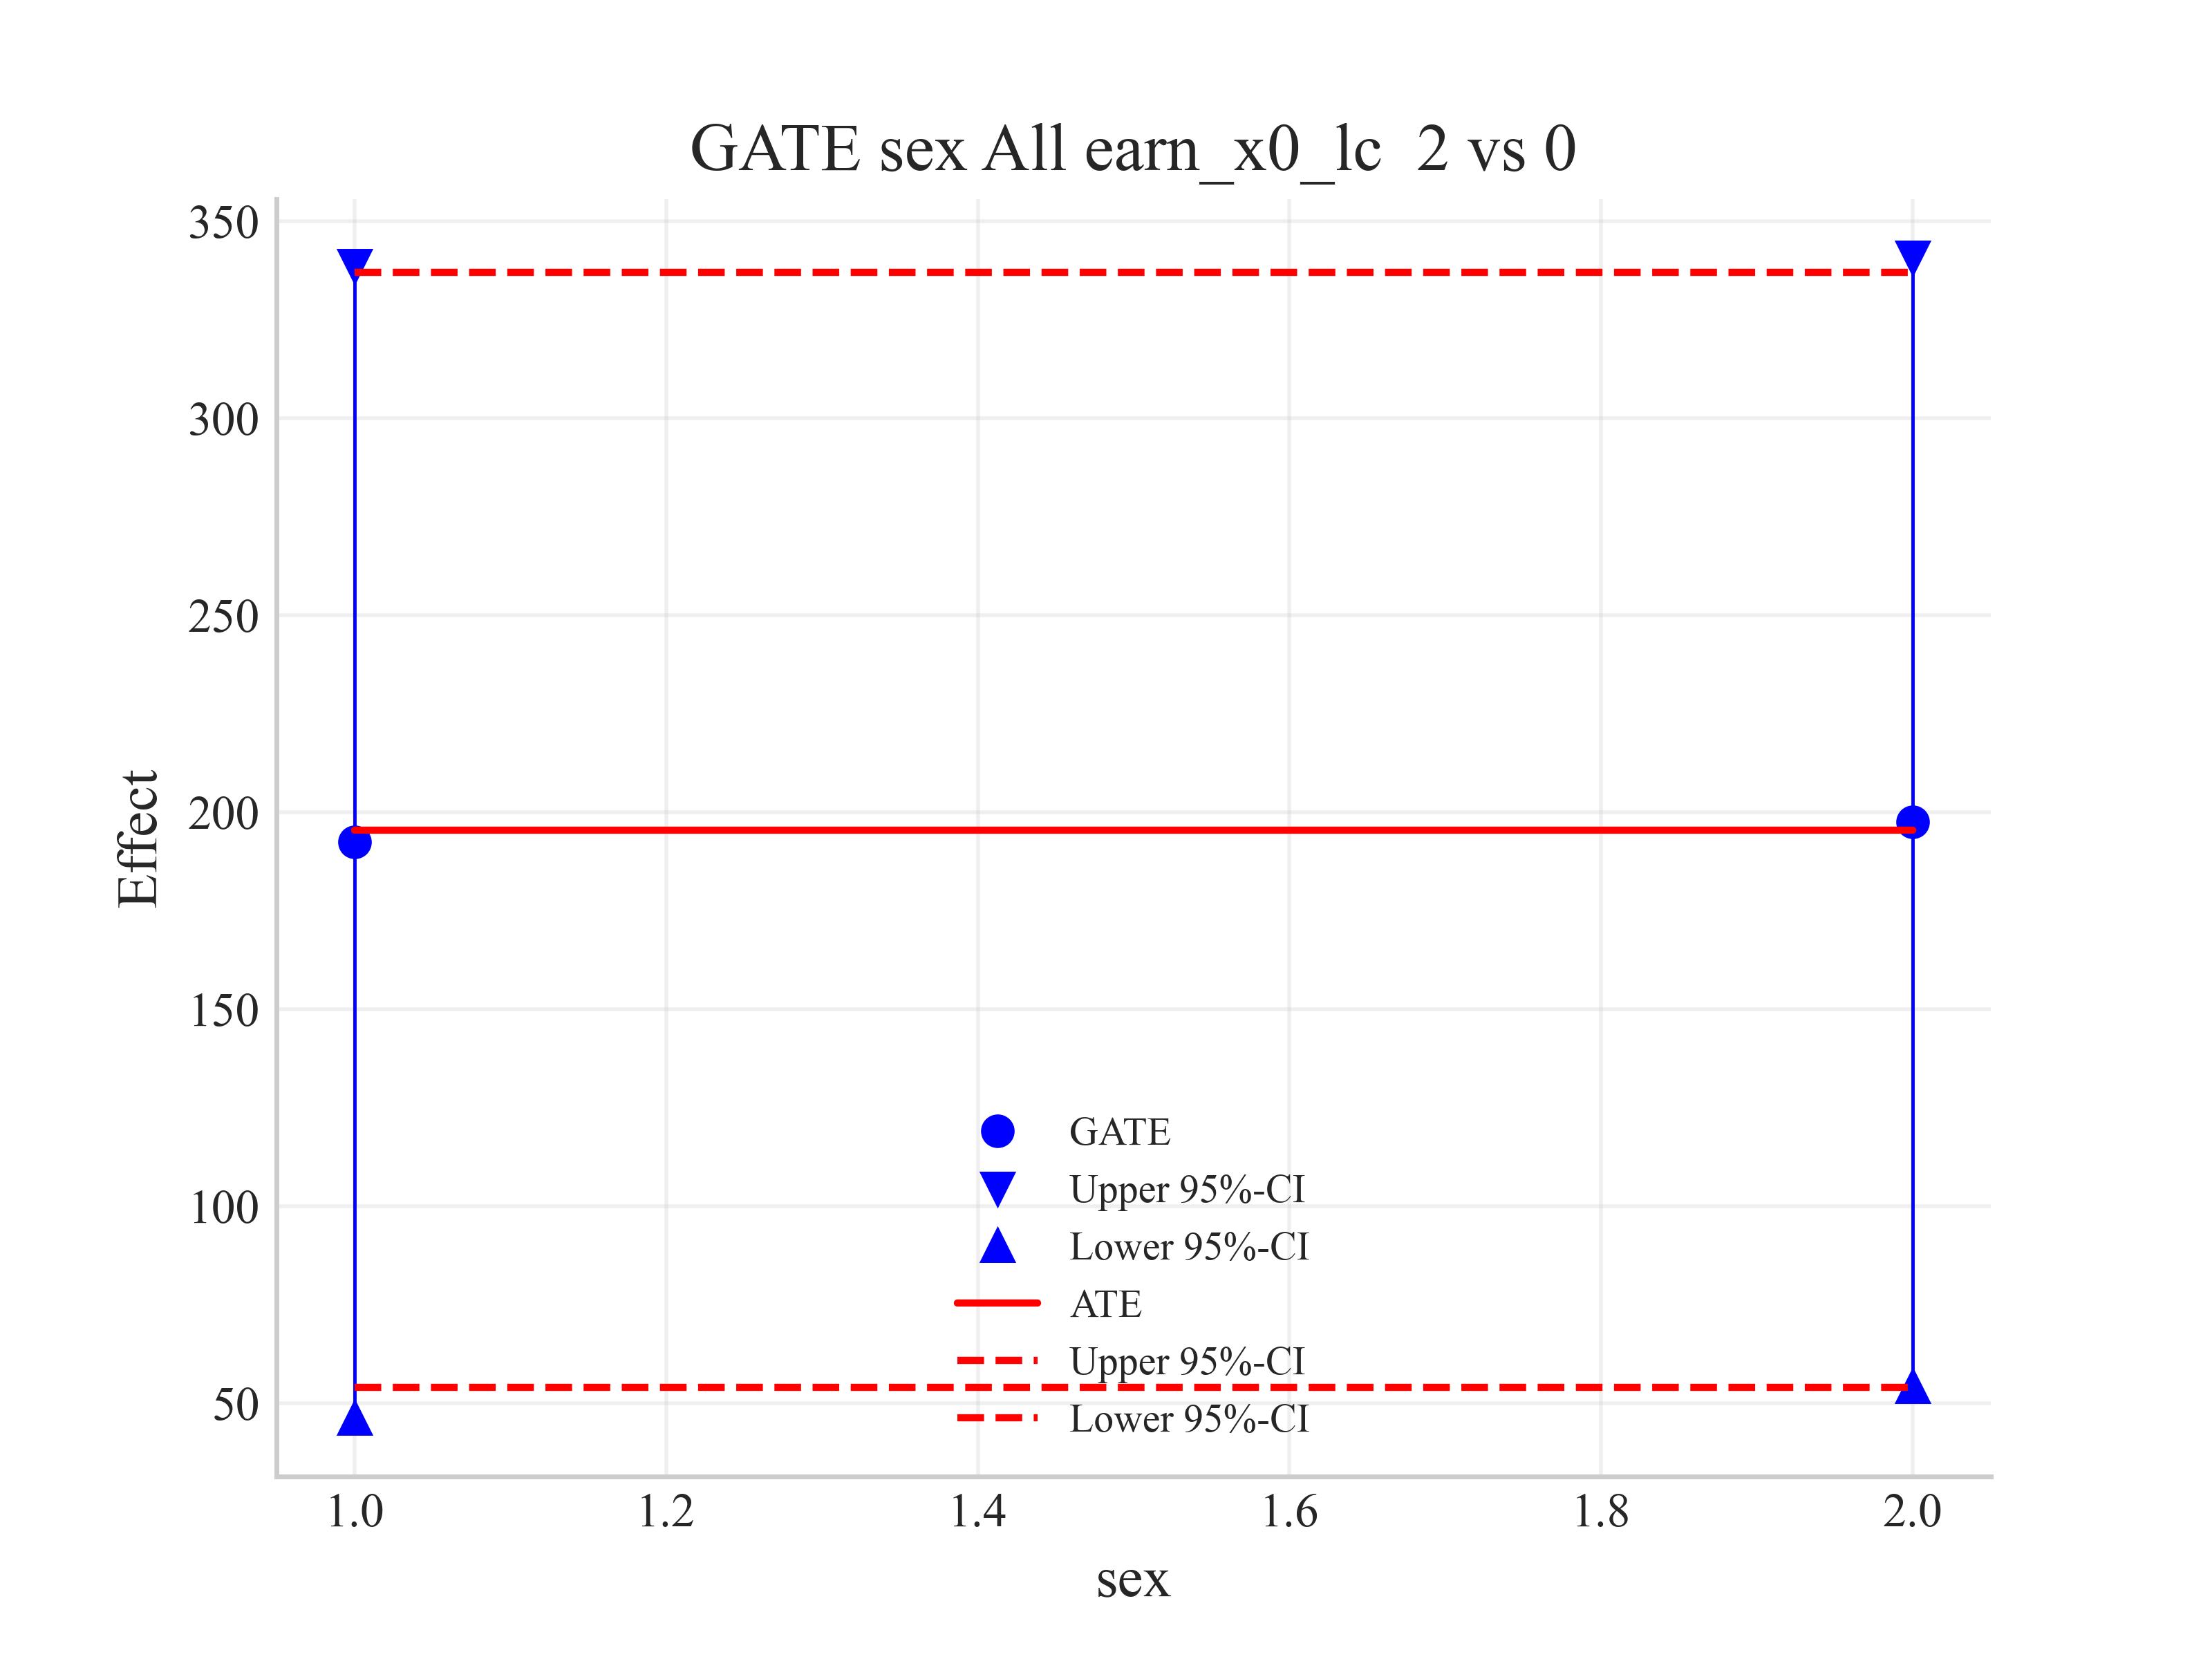 GATE sex All earn_x0_lc  2 vs 0
350
300
250
200
150
100
50
Effect
GATE
Upper 95%-CI
Lower 95%-CI
ATE
Upper 95%-CI
Lower 95%-CI
1.0 1.2 1.4 1.6 1.8 2.0
sex